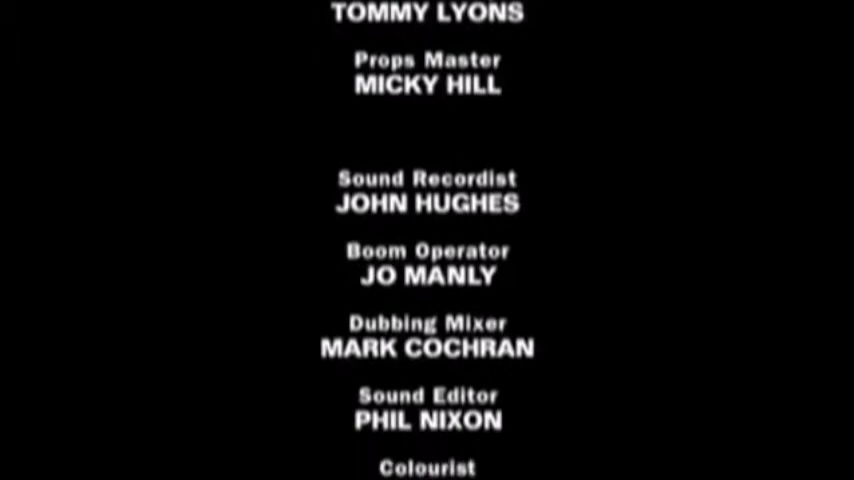 TOMMY LYONS
Props Master
MICKY HILL
Sound Recordist
JOHN HUGHES
Boom Operator
JO MANLY
Dubbing Mixer
MARK COCHRAN
Sound Editor
PHIL NIXON
Colourist